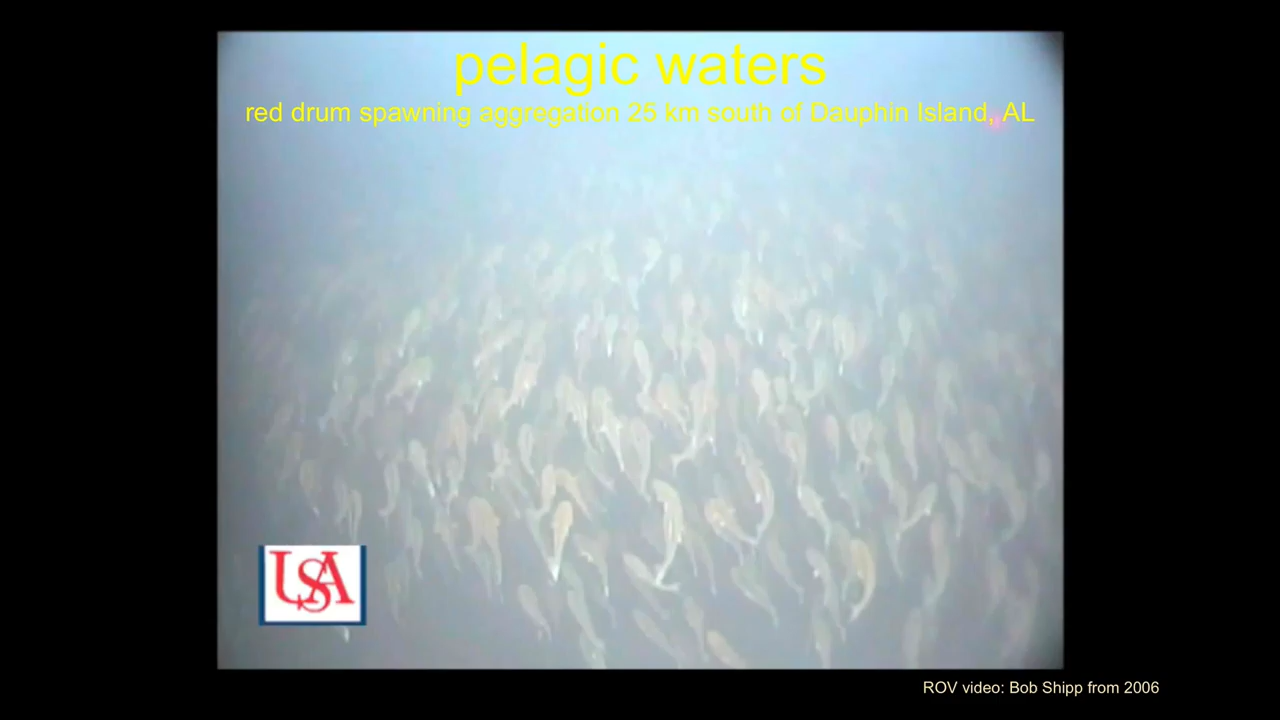 pelagic waters
red drum spawning aggregation 25 km south of Dauphin Island, AL
USA
ROV video: Bob Shipp from 2006